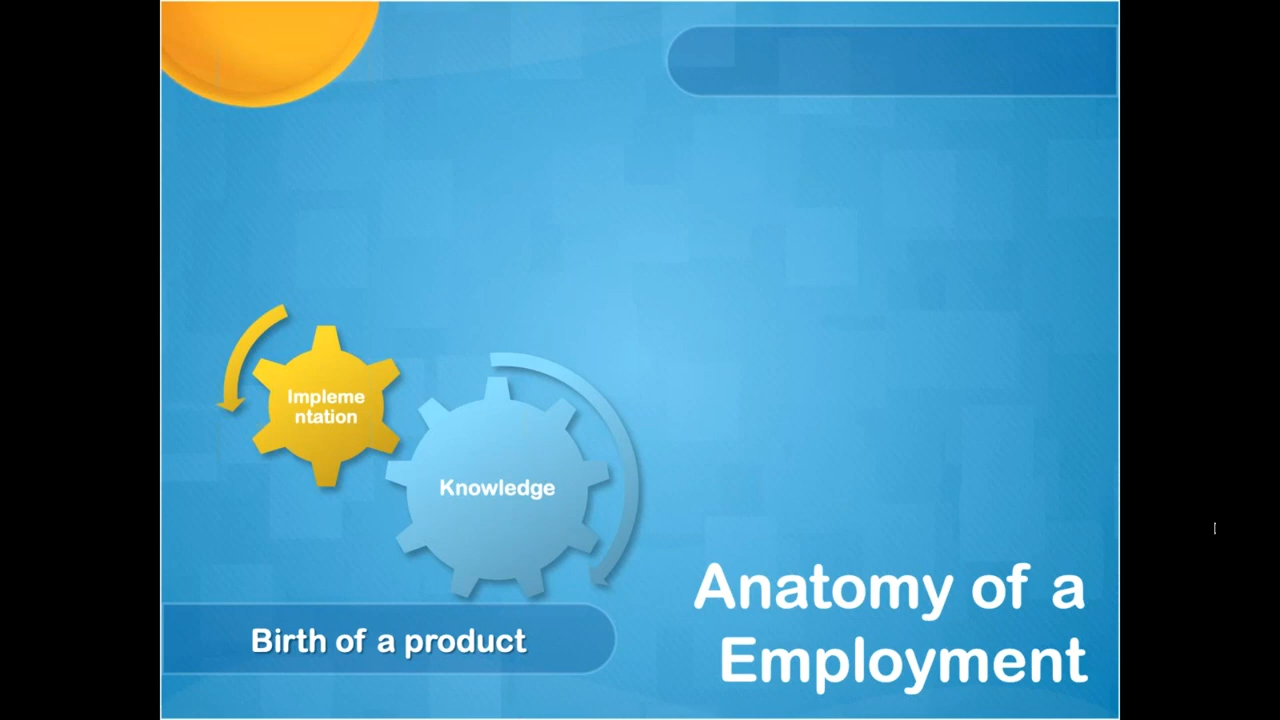 Impleme
ntation
Knowledge
Birth of a product
Anatomy of a
Employment